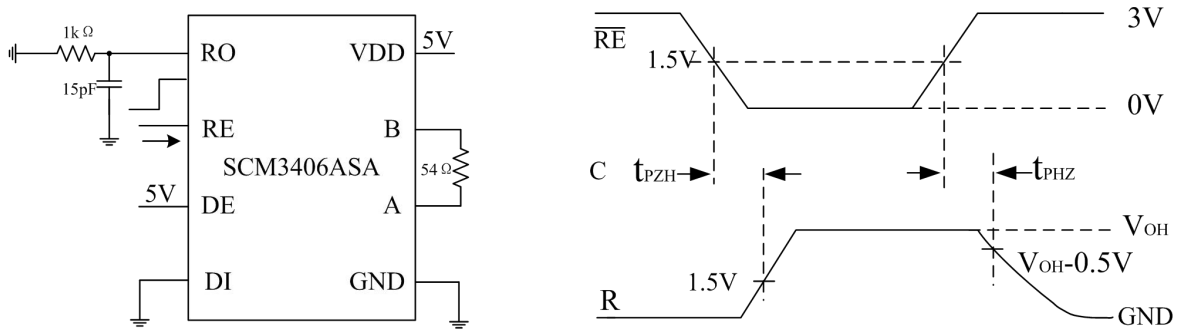 1kΩ
15pF
RO
VDD
5V
RE
B
SCM3406ASA
54Ω
5V
DE
A
DI
GND
RE
3V
1.5V
0V
C
tPZH
tPHZ
VOH
VOH-0.5V
1.5V
R
GND